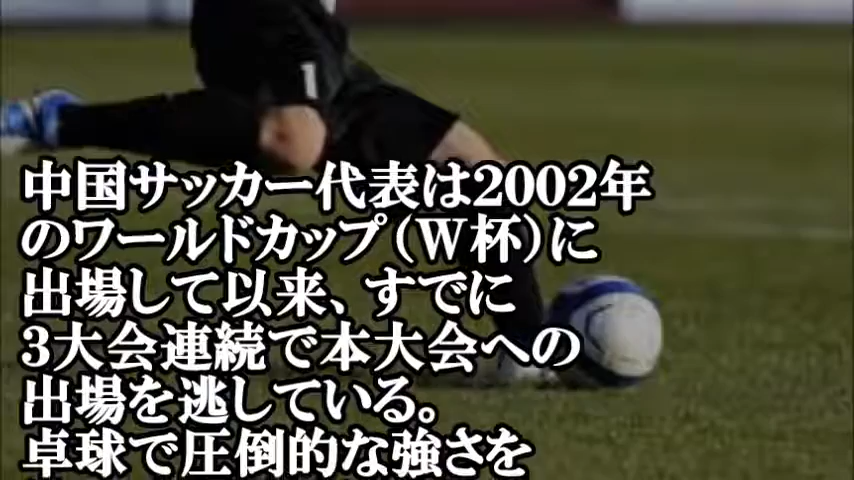 1
中国サッカー代表は2002年
のワールドカップ（W杯）に
出場して以来、すでに
3大会連続で本大会への
出場を逃している。
卓球で圧倒的な強さを